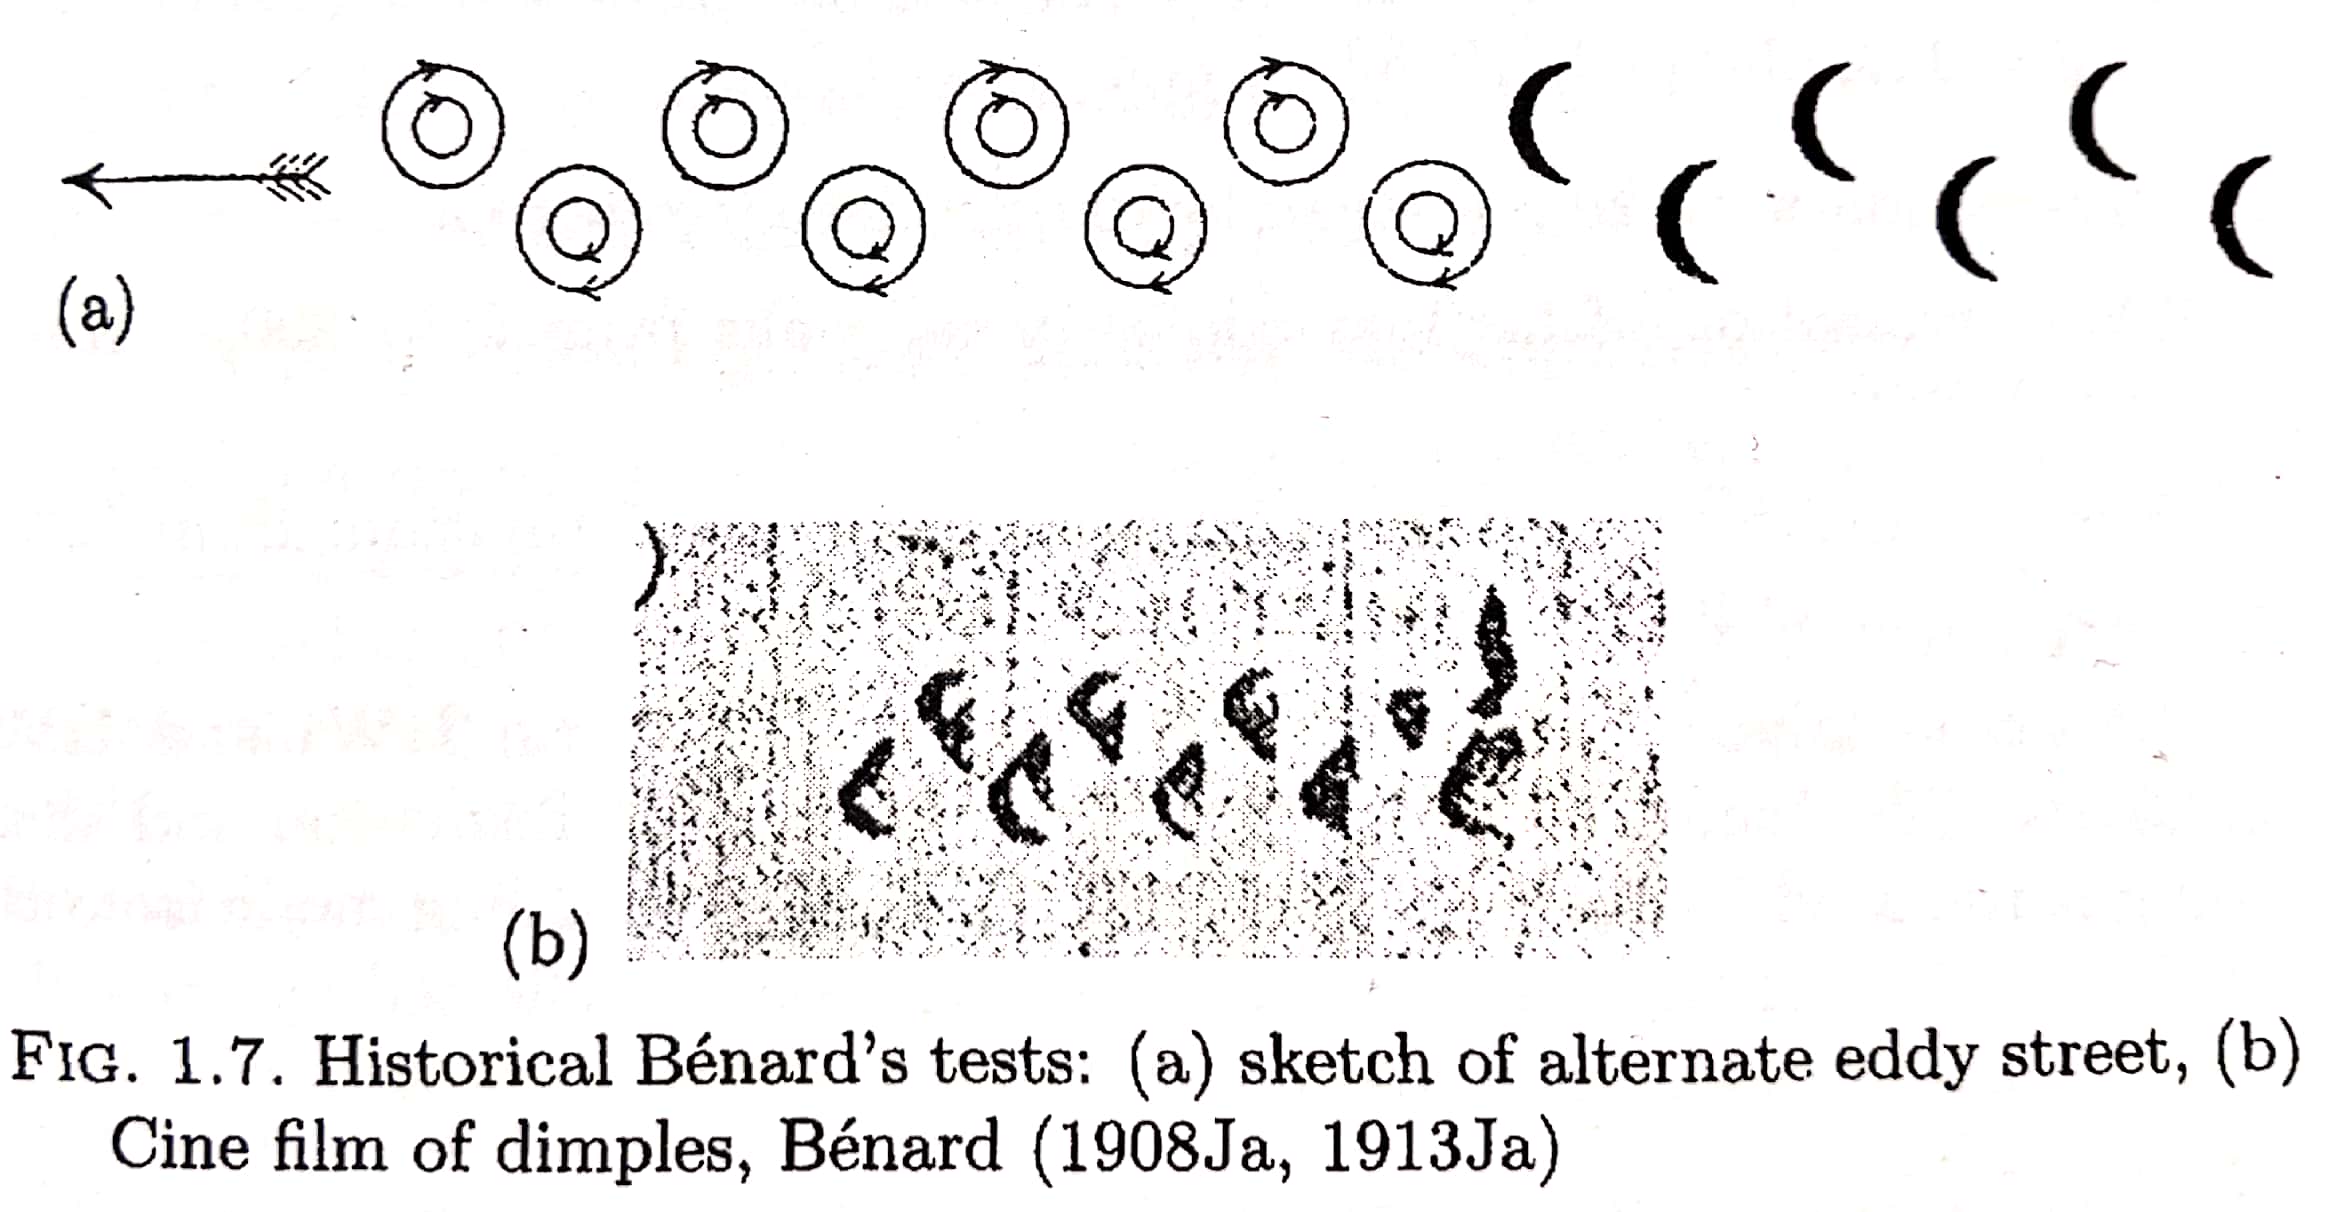 (a)
(b)
FIG. 1.7. Historical Bénard's tests: (a) sketch of alternate eddy street, (b)
Cine film of dimples, Bénard (1908Ja, 1913Ja)